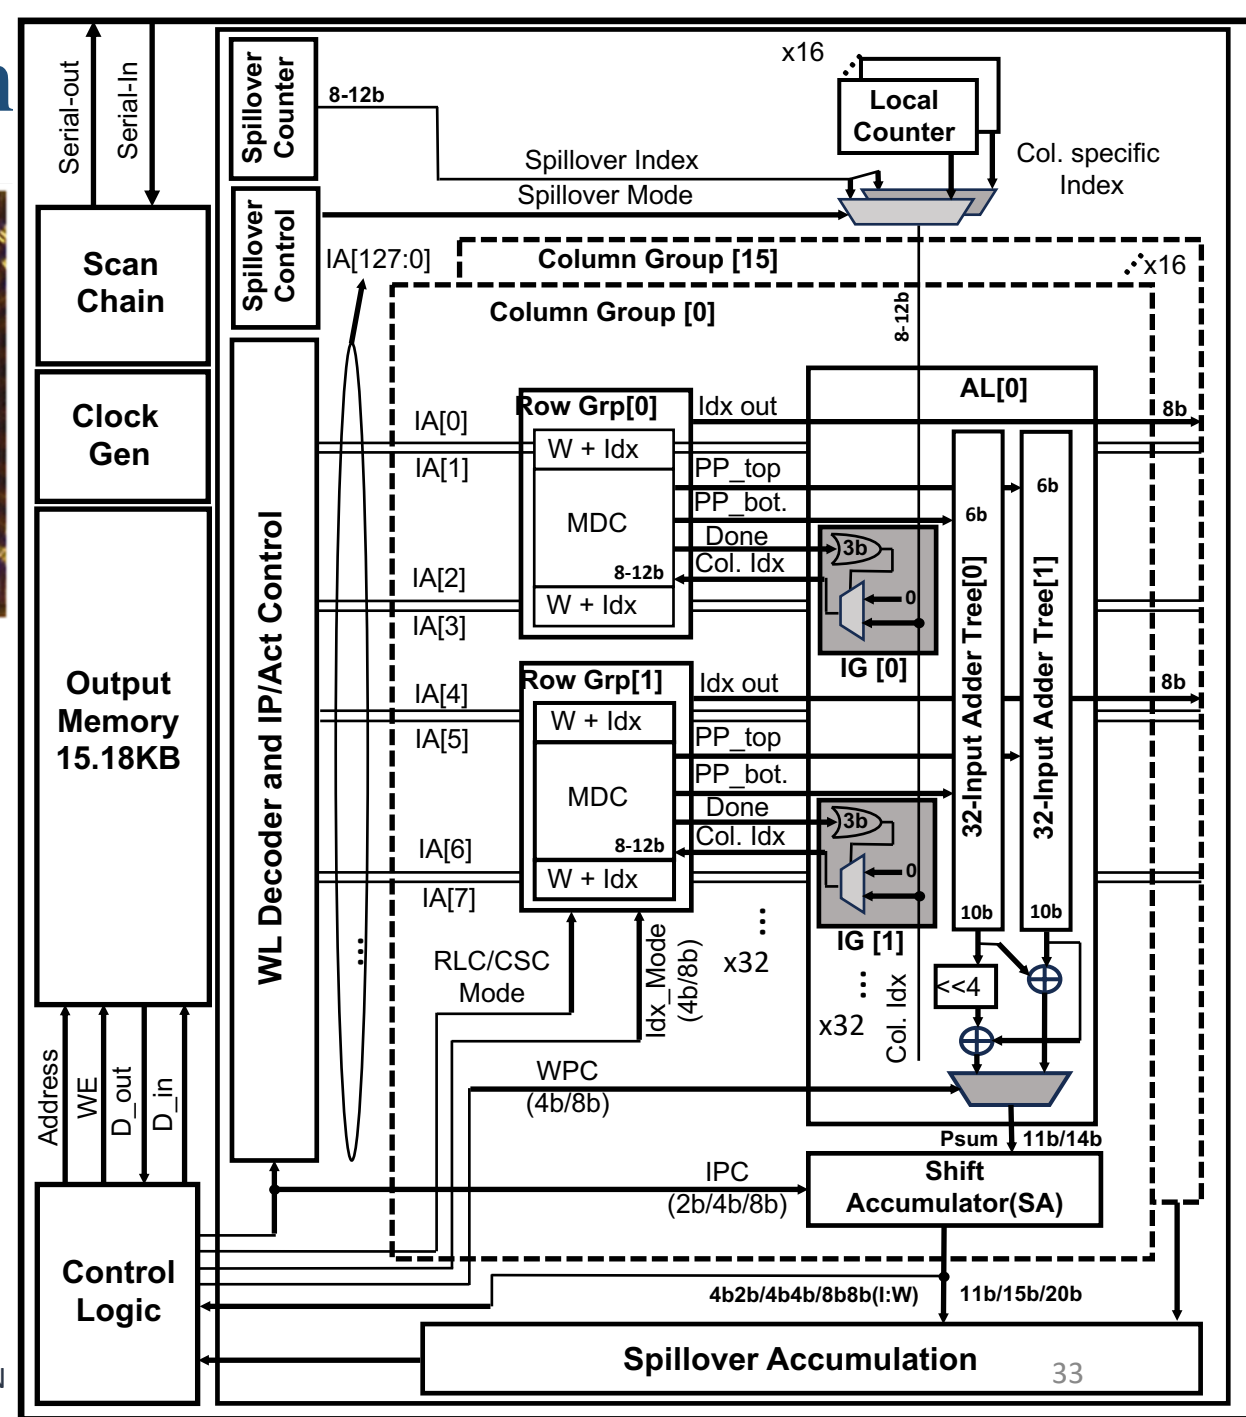 Serial-out
Serial-In
Spillover
Counter
8-12b
x16
Local
Counter
Spillover Index
Col. specific
Index
Spillover Mode
Spillover
Control
Scan
Chain
IA[127:0]
Column Group [15]
x16
Column Group [0]
8-12b
Clock
Gen
WL Decoder and IP/Act Control
Row Grp[0]
Idx out
AL[0]
8b
IA[0]
W + Idx
IA[1]
PP_top
6b
PP_bot.
6b
MDC
Done
3b
8-12b
Col. Idx
IA[2]
W + Idx
0
IA[3]
IG [0]
32-Input Adder Tree[0]
32-Input Adder Tree[1]
Output
Memory
15.18KB
Row Grp[1]
Idx out
8b
IA[4]
W + Idx
IA[5]
PP_top
PP_bot.
MDC
Done
3b
8-12b
Col. Idx
IA[6]
W + Idx
0
IA[7]
10b
10b
IG [1]
...
...
x32
...
x32
Col. Idx
RLC/CSC
Mode
Idx_Mode
(4b/8b)
<<4
WPC
(4b/8b)
Address
WE
D_out
D_in
Psum
11b/14b
IPC
(2b/4b/8b)
Shift
Accumulator(SA)
Control
Logic
4b2b/4b4b/8b8b(I:W)
11b/15b/20b
Spillover Accumulation
33